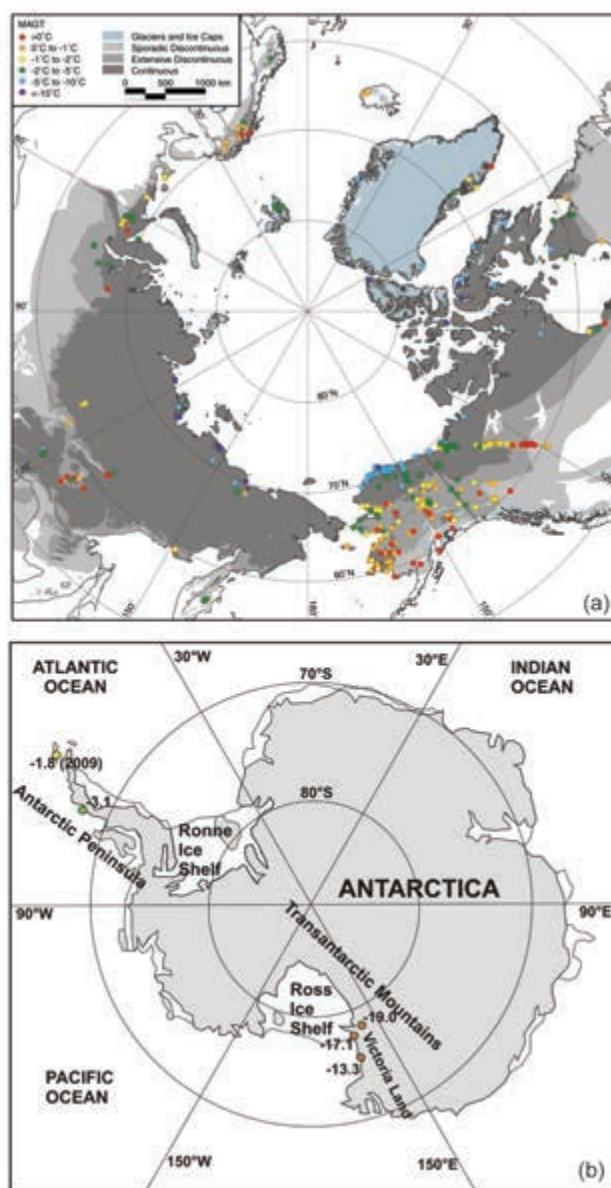 MAGT
>0°C
0°C to -1°C
-1°C to -2°C
-2°C to -5°C
-5°C to -10°C
<-10°C
Glaciers and Ice Caps
Sporadic Discontinuous
Extensive Discontinuous
Continuous
0 500 1000 km
80°N
70°N
60°N
180°
(a)
ATLANTIC
OCEAN
30°W
30°E
INDIAN
OCEAN
70°S
80°S
-1.8 (2009)
-3.1
Antarctic Peninsula
Ronne
Ice
Shelf
ANTARCTICA
90°W
90°E
Transantarctic Mountains
Ross
Ice
Shelf
-19.0
-17.1
-13.3
Victoria Land
PACIFIC
OCEAN
150°W
150°E
(b)